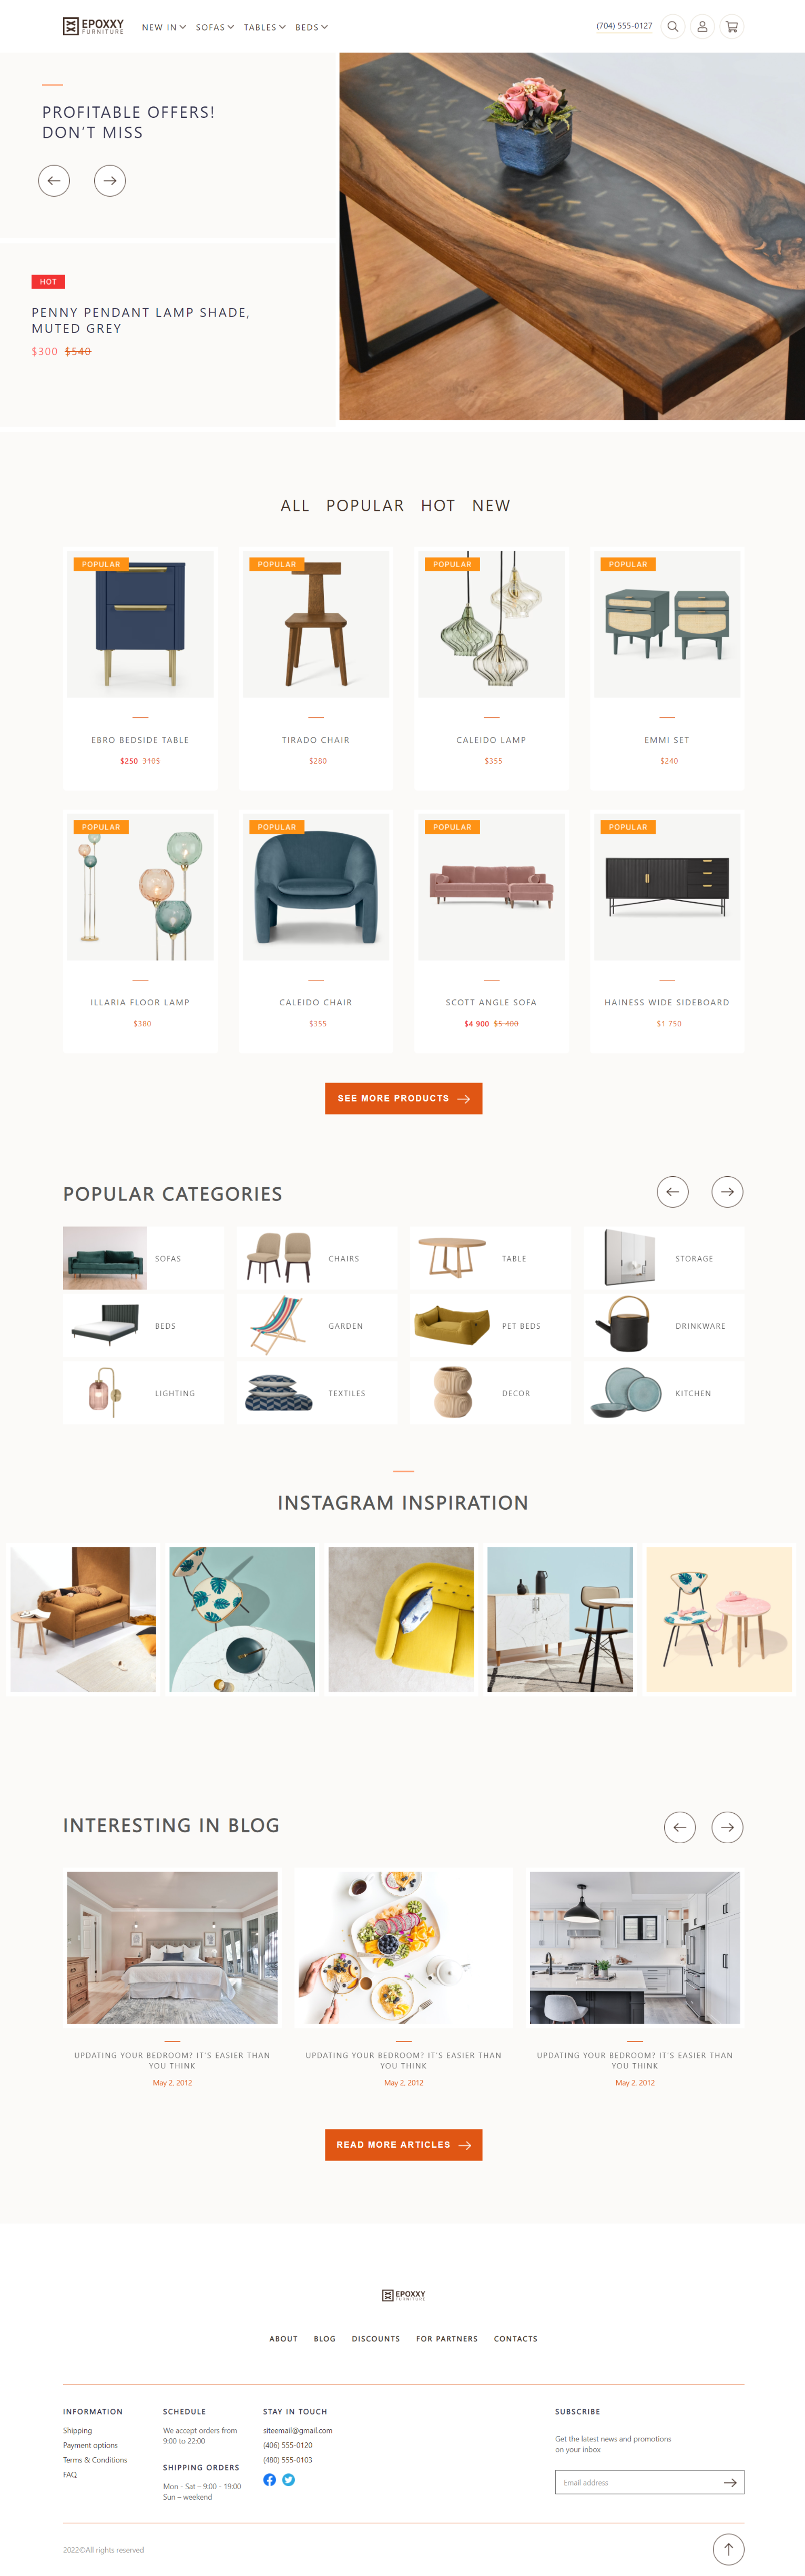 EPOXXY
FURNITURE
NEW IN
SOFAS
TABLES
BEDS
(704) 555-0127
PROFITABLE OFFERS!
DON'T MISS
HOT
PENNY PENDANT LAMP SHADE,
MUTED GREY
$300 $540
ALL POPULAR HOT NEW
POPULAR
POPULAR
POPULAR
POPULAR
EBRO BEDSIDE TABLE
TIRADO CHAIR
CALEIDO LAMP
EMMI SET
$250 310$
$280
$355
$240
POPULAR
POPULAR
POPULAR
POPULAR
ILLARIA FLOOR LAMP
CALEIDO CHAIR
SCOTT ANGLE SOFA
HAINESS WIDE SIDEBOARD
$380
$355
$4 900 $5 400
$1 750
SEE MORE PRODUCTS
POPULAR CATEGORIES
SOFAS
CHAIRS
TABLE
STORAGE
BEDS
GARDEN
PET BEDS
DRINKWARE
LIGHTING
TEXTILES
DECOR
KITCHEN
INSTAGRAM INSPIRATION
INTERESTING IN BLOG
UPDATING YOUR BEDROOM? IT'S EASIER THAN
YOU THINK
May 2, 2012
UPDATING YOUR BEDROOM? IT'S EASIER THAN
YOU THINK
May 2, 2012
UPDATING YOUR BEDROOM? IT'S EASIER THAN
YOU THINK
May 2, 2012
READ MORE ARTICLES
EPOXXY
FURNITURE
ABOUT
BLOG
DISCOUNTS
FOR PARTNERS
CONTACTS
INFORMATION
Shipping
Payment options
Terms & Conditions
FAQ
SCHEDULE
We accept orders from
9:00 to 22:00
SHIPPING ORDERS
Mon - Sat – 9:00 - 19:00
Sun – weekend
STAY IN TOUCH
siteemail@gmail.com
(406) 555-0120
(480) 555-0103
SUBSCRIBE
Get the latest news and promotions
on your inbox
Email address
2022©All rights reserved